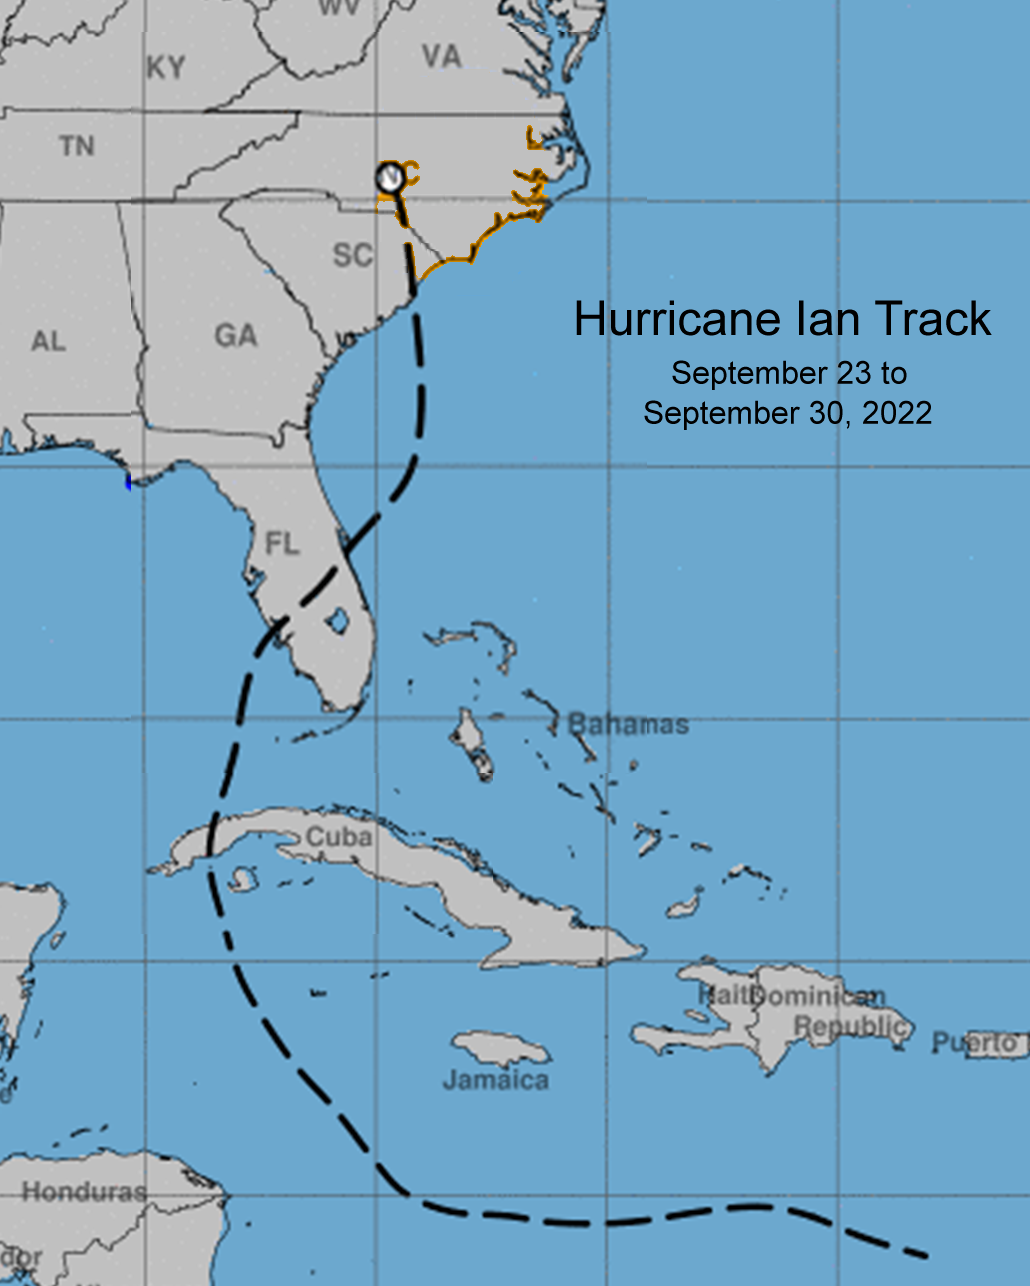 WV
KY
VA
TN
NC
SC
Hurricane Ian Track
September 23 to
September 30, 2022
AL
GA
FL
Bahamas
Cuba
Haiti
Dominican
Republic
Puerto
Jamaica
Honduras
dor